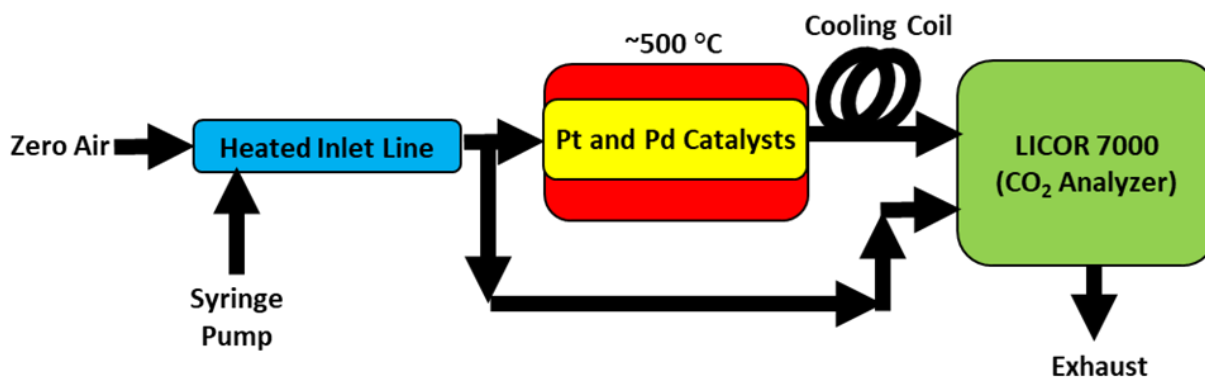 Cooling Coil
~500 °C
Zero Air
Heated Inlet Line
Pt and Pd Catalysts
LICOR 7000
(CO₂ Analyzer)
Syringe
Pump
Exhaust